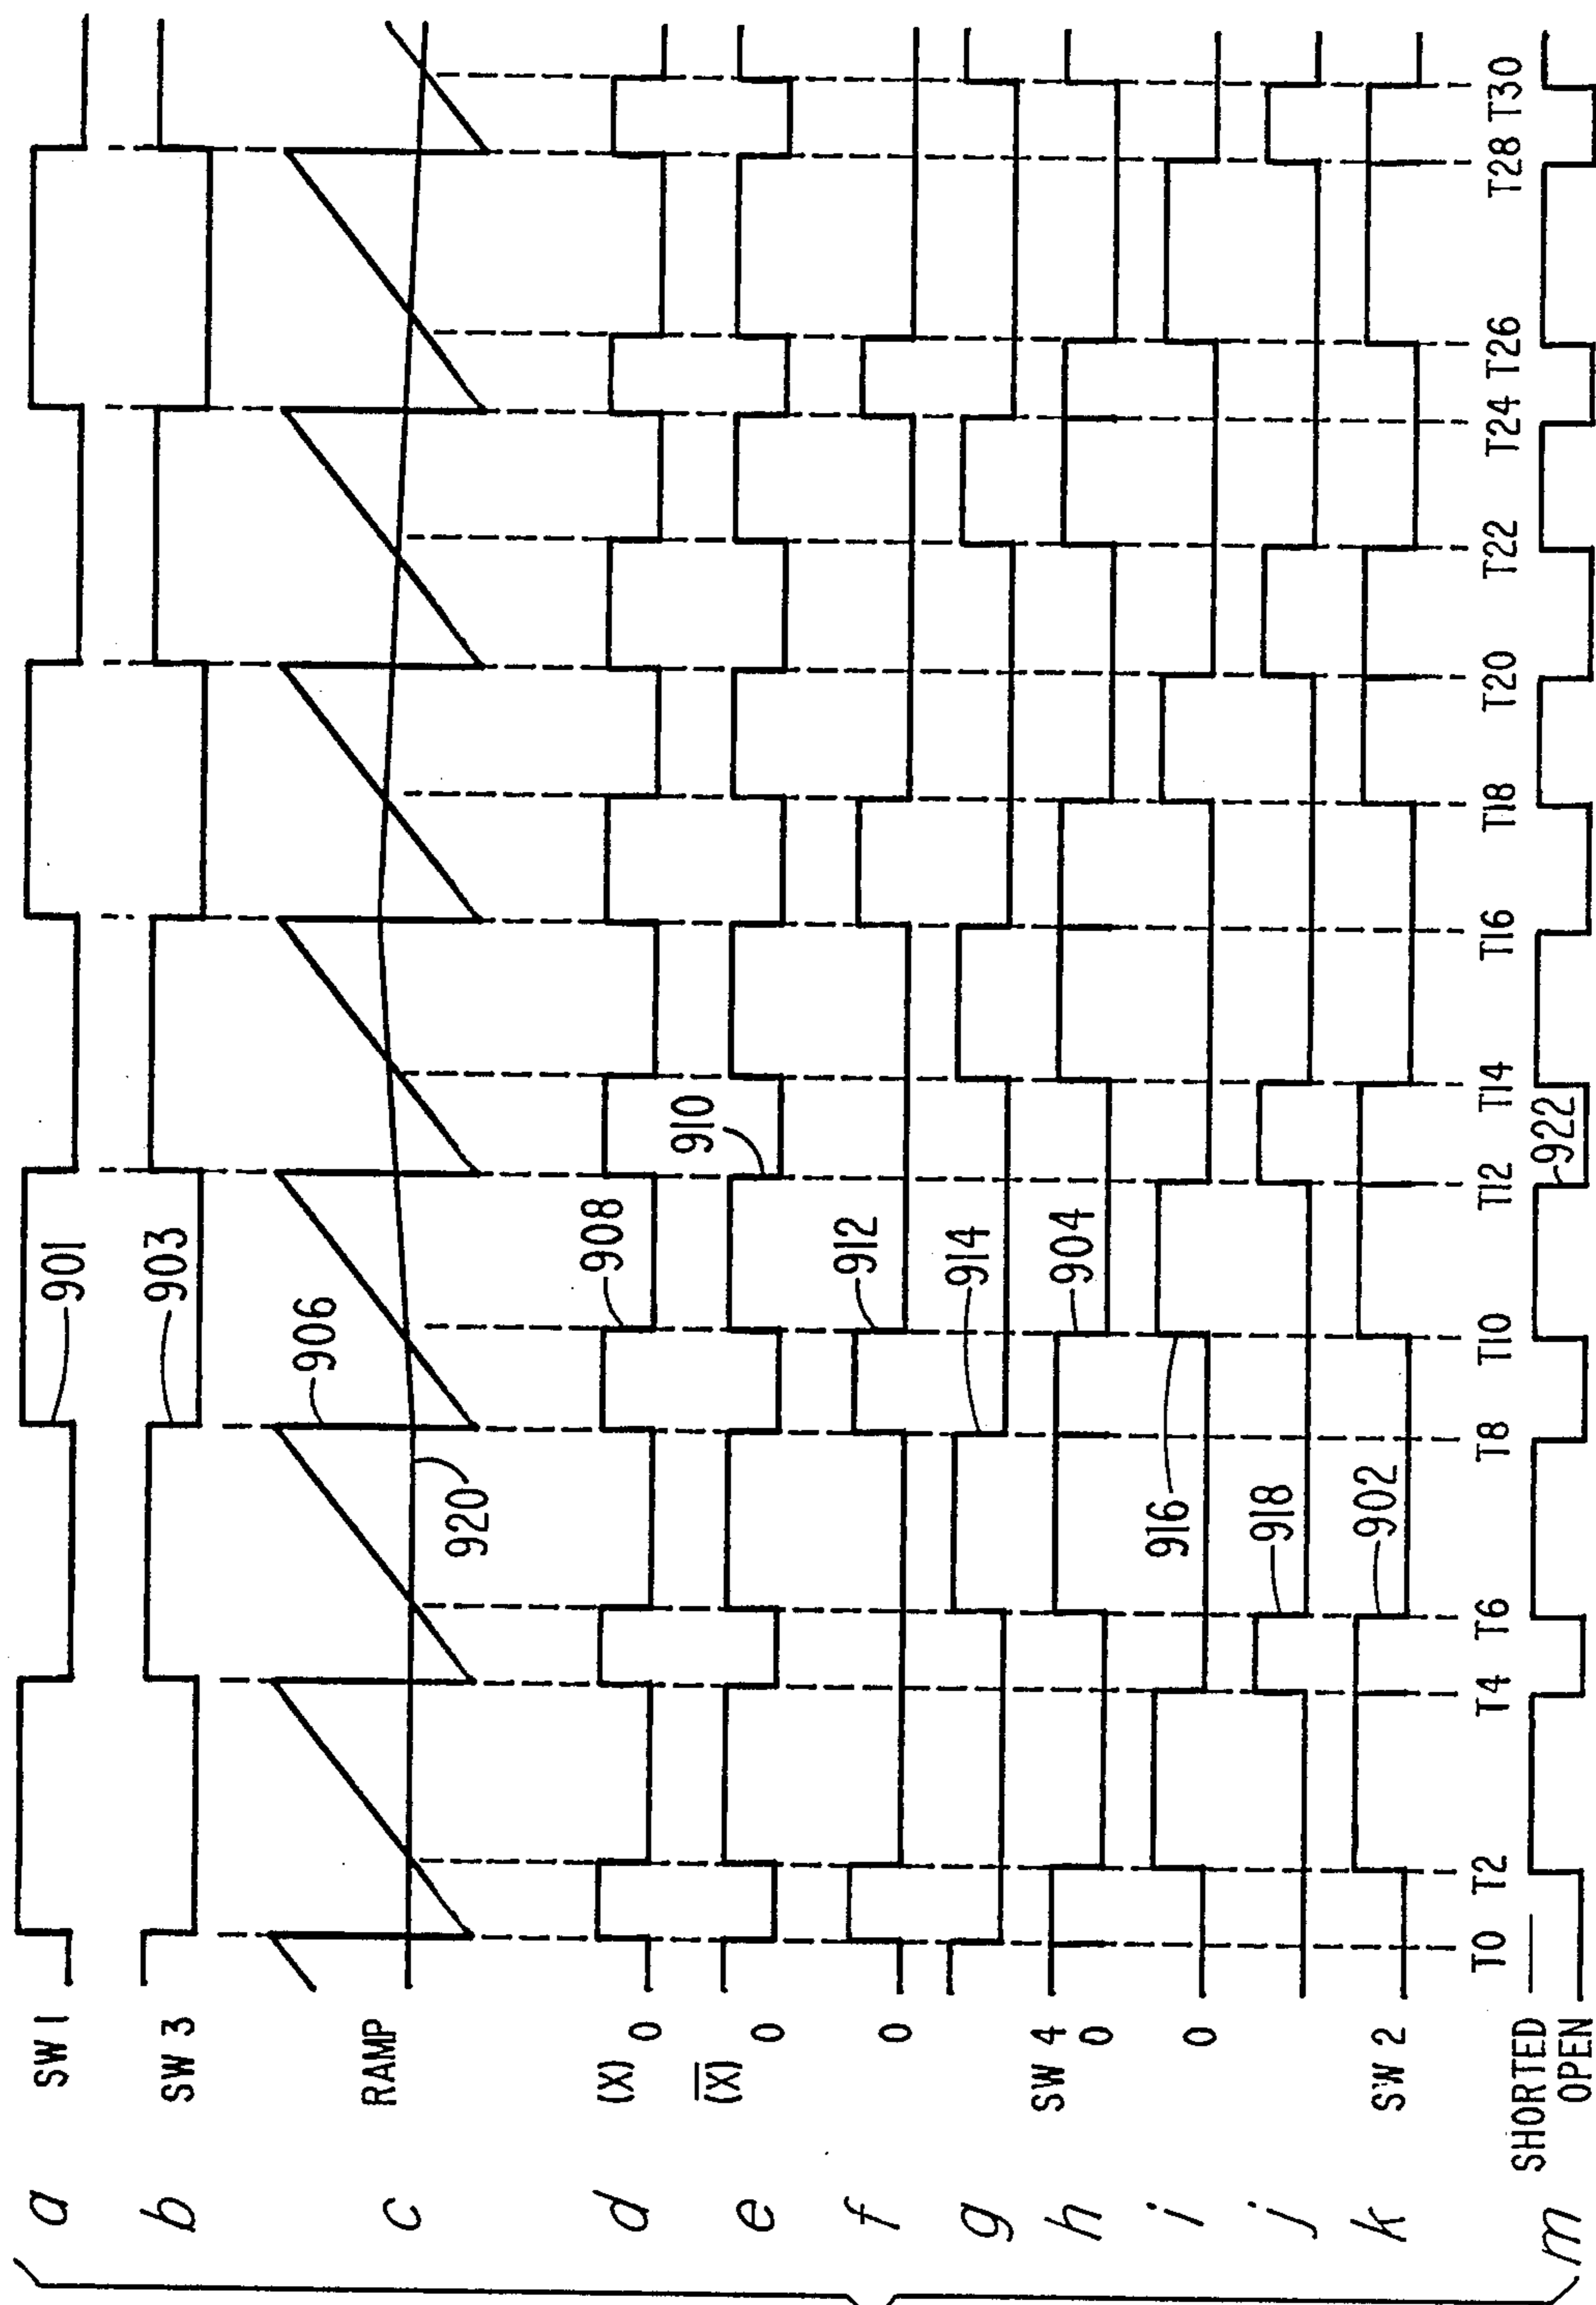 a SW 1
901
b SW 3
903
c RAMP
906
920
d (X) 0
908
e (X̅) 0
910
f 0
912
g
914
h SW 4 0
904
i 0
916
j
918
k SW 2
902
T0 T2 T4 T6 T8 T10 T12 T14 T16 T18 T20 T22 T24 T26 T28 T30
m SHORTED
OPEN
922